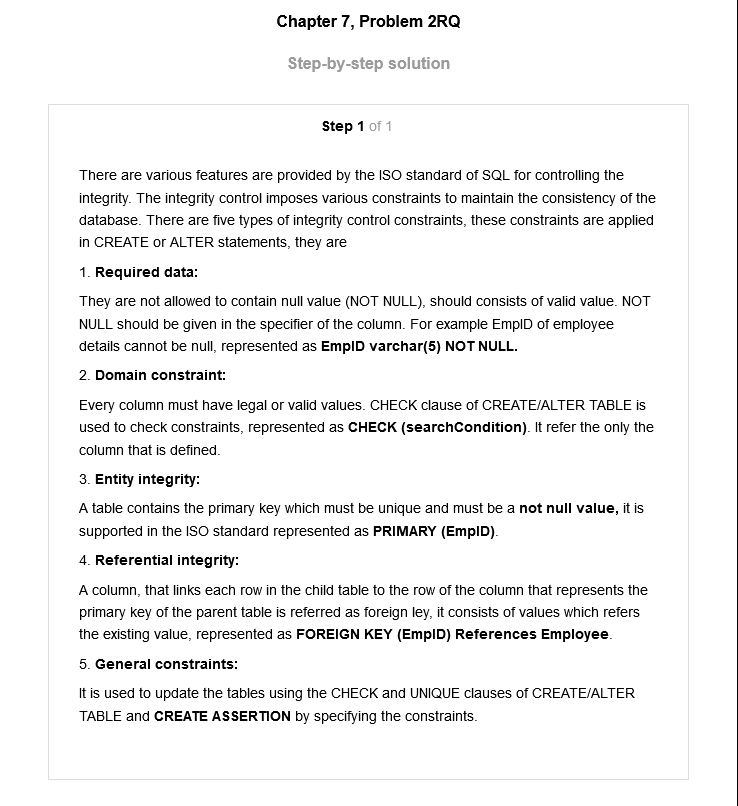 Chapter 7, Problem 2RQ
Step-by-step solution
Step 1 of 1
There are various features are provided by the ISO standard of SQL for controlling the
integrity. The integrity control imposes various constraints to maintain the consistency of the
database. There are five types of integrity control constraints, these constraints are applied
in CREATE or ALTER statements, they are
1. Required data:
They are not allowed to contain null value (NOT NULL), should consists of valid value. NOT
NULL should be given in the specifier of the column. For example EmpID of employee
details cannot be null, represented as EmpID varchar(5) NOT NULL.
2. Domain constraint:
Every column must have legal or valid values. CHECK clause of CREATE/ALTER TABLE is
used to check constraints, represented as CHECK (searchCondition). It refer the only the
column that is defined.
3. Entity integrity:
A table contains the primary key which must be unique and must be a not null value, it is
supported in the ISO standard represented as PRIMARY (EmpID).
4. Referential integrity:
A column, that links each row in the child table to the row of the column that represents the
primary key of the parent table is referred as foreign ley, it consists of values which refers
the existing value, represented as FOREIGN KEY (EmpID) References Employee.
5. General constraints:
It is used to update the tables using the CHECK and UNIQUE clauses of CREATE/ALTER
TABLE and CREATE ASSERTION by specifying the constraints.